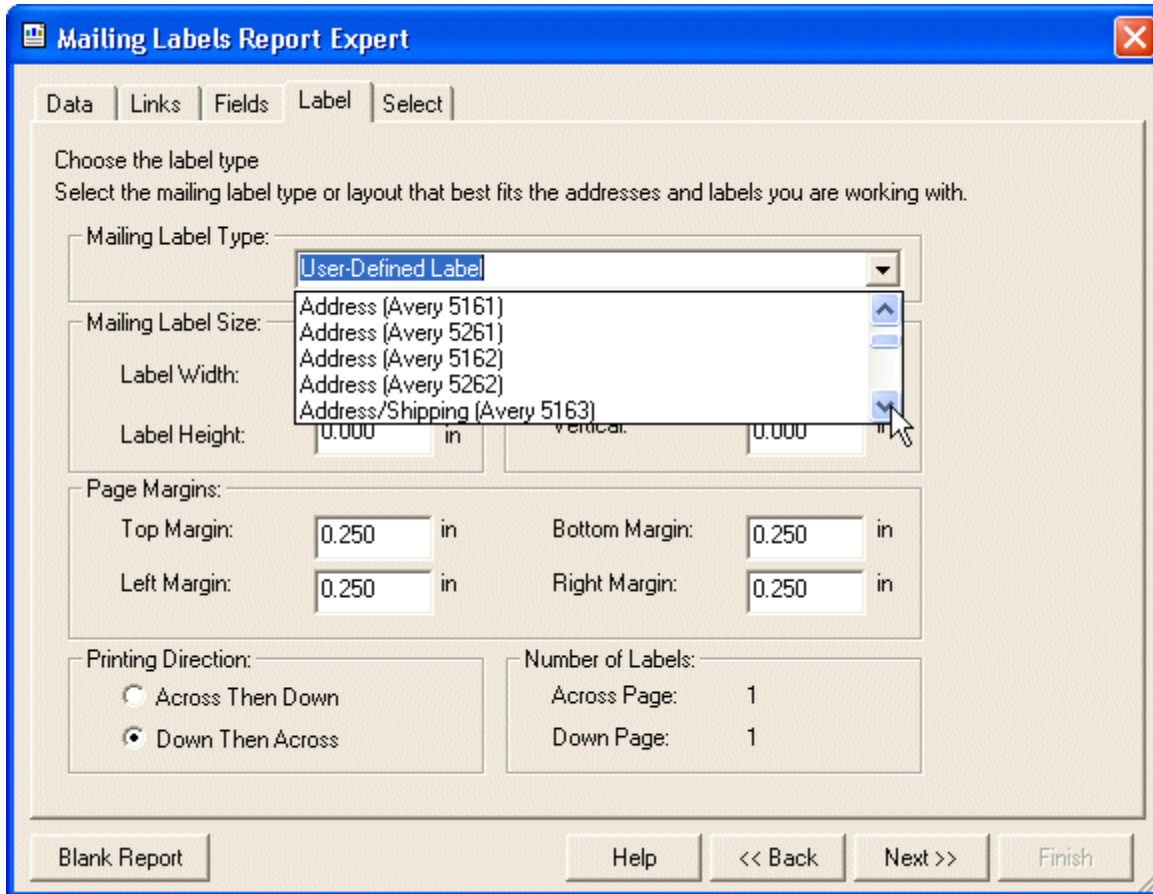 Mailing Labels Report Expert
Data Links Fields Label Select
Choose the label type
Select the mailing label type or layout that best fits the addresses and labels you are working with.
Mailing Label Type:
User-Defined Label
Address (Avery 5161)
Address (Avery 5261)
Address (Avery 5162)
Address (Avery 5262)
Address/Shipping (Avery 5163)
Mailing Label Size:
Label Width:
Label Height: 0.000 in Vertical: 0.000 in
Page Margins:
Top Margin: 0.250 in Bottom Margin: 0.250 in
Left Margin: 0.250 in Right Margin: 0.250 in
Printing Direction: Number of Labels:
Across Then Down Across Page: 1
Down Then Across Down Page: 1
Blank Report Help << Back Next >> Finish